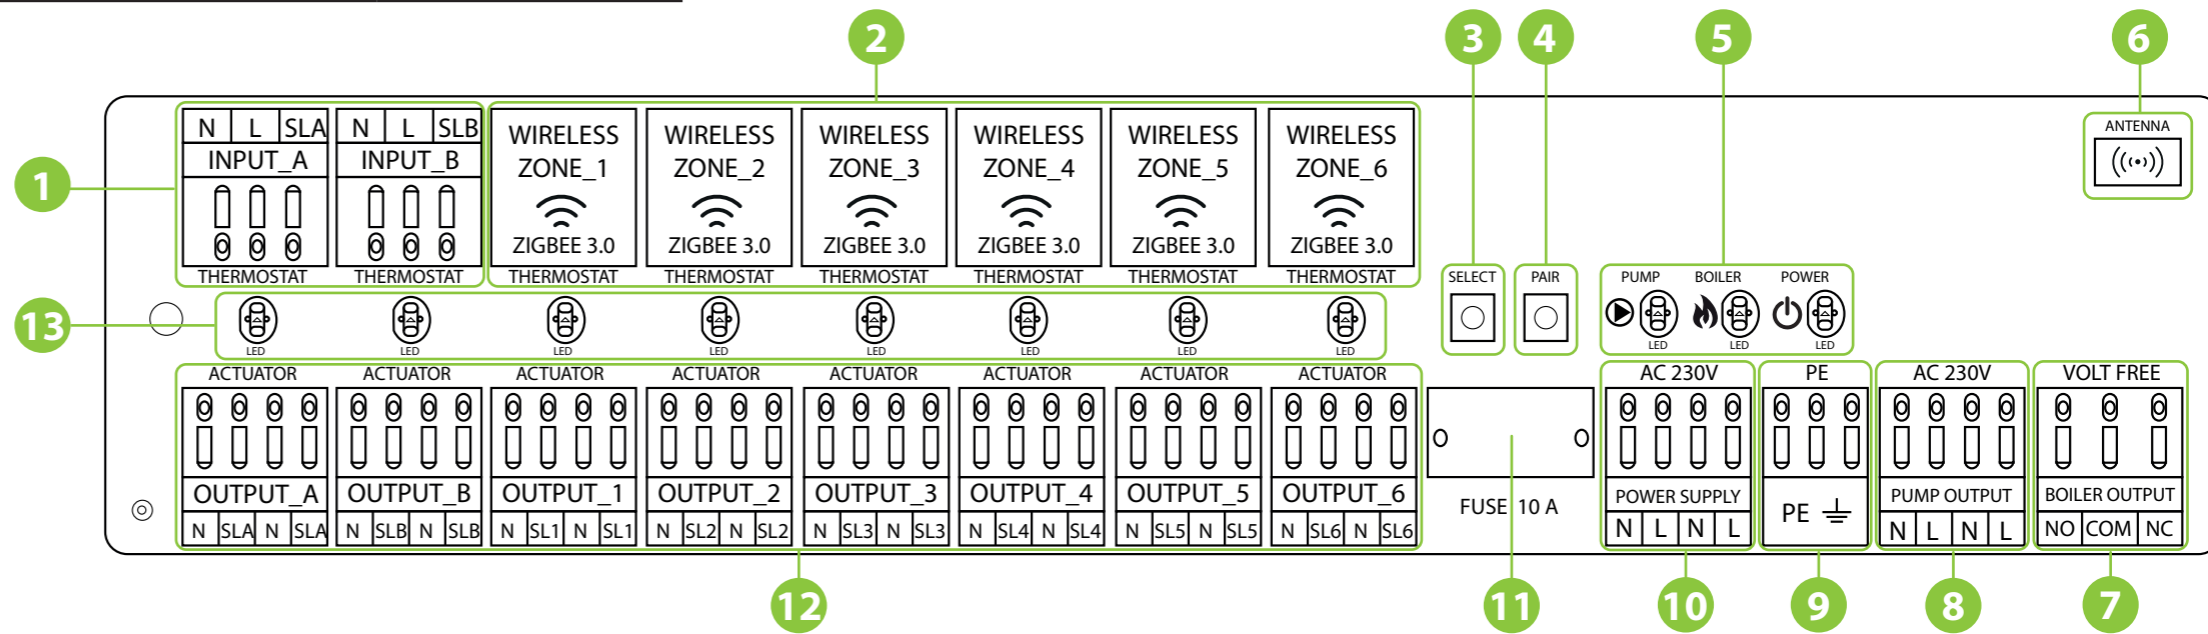 2 3 4 5 6
ANTENNA
N L SLA N L SLB
INPUT_A INPUT_B
WIRELESS WIRELESS WIRELESS WIRELESS WIRELESS WIRELESS
ZONE_1 ZONE_2 ZONE_3 ZONE_4 ZONE_5 ZONE_6
1
ZIGBEE 3.0 ZIGBEE 3.0 ZIGBEE 3.0 ZIGBEE 3.0 ZIGBEE 3.0 ZIGBEE 3.0
THERMOSTAT THERMOSTAT THERMOSTAT THERMOSTAT THERMOSTAT THERMOSTAT THERMOSTAT THERMOSTAT SELECT PAIR PUMP BOILER POWER
13
LED LED LED LED LED LED LED LED LED LED LED
ACTUATOR ACTUATOR ACTUATOR ACTUATOR ACTUATOR ACTUATOR ACTUATOR ACTUATOR AC 230V PE AC 230V VOLT FREE
OUTPUT_A OUTPUT_B OUTPUT_1 OUTPUT_2 OUTPUT_3 OUTPUT_4 OUTPUT_5 OUTPUT_6 FUSE 10 A POWER SUPPLY PE PUMP OUTPUT BOILER OUTPUT
N SLA N SLA N SLB N SLB N SL1 N SL1 N SL2 N SL2 N SL3 N SL3 N SL4 N SL4 N SL5 N SL5 N SL6 N SL6 N L N L N L N L NO COM NC
12 11 10 9 8 7